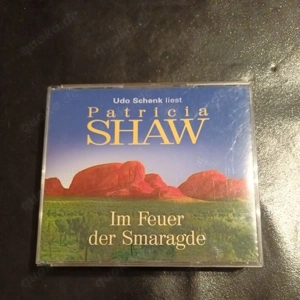 Udo Schenk liest
Patricia
SHAW
Im Feuer
der Smaragde